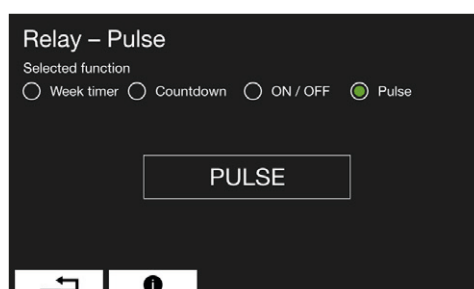 Relay – Pulse
Selected function
Week timer Countdown ON / OFF Pulse
PULSE